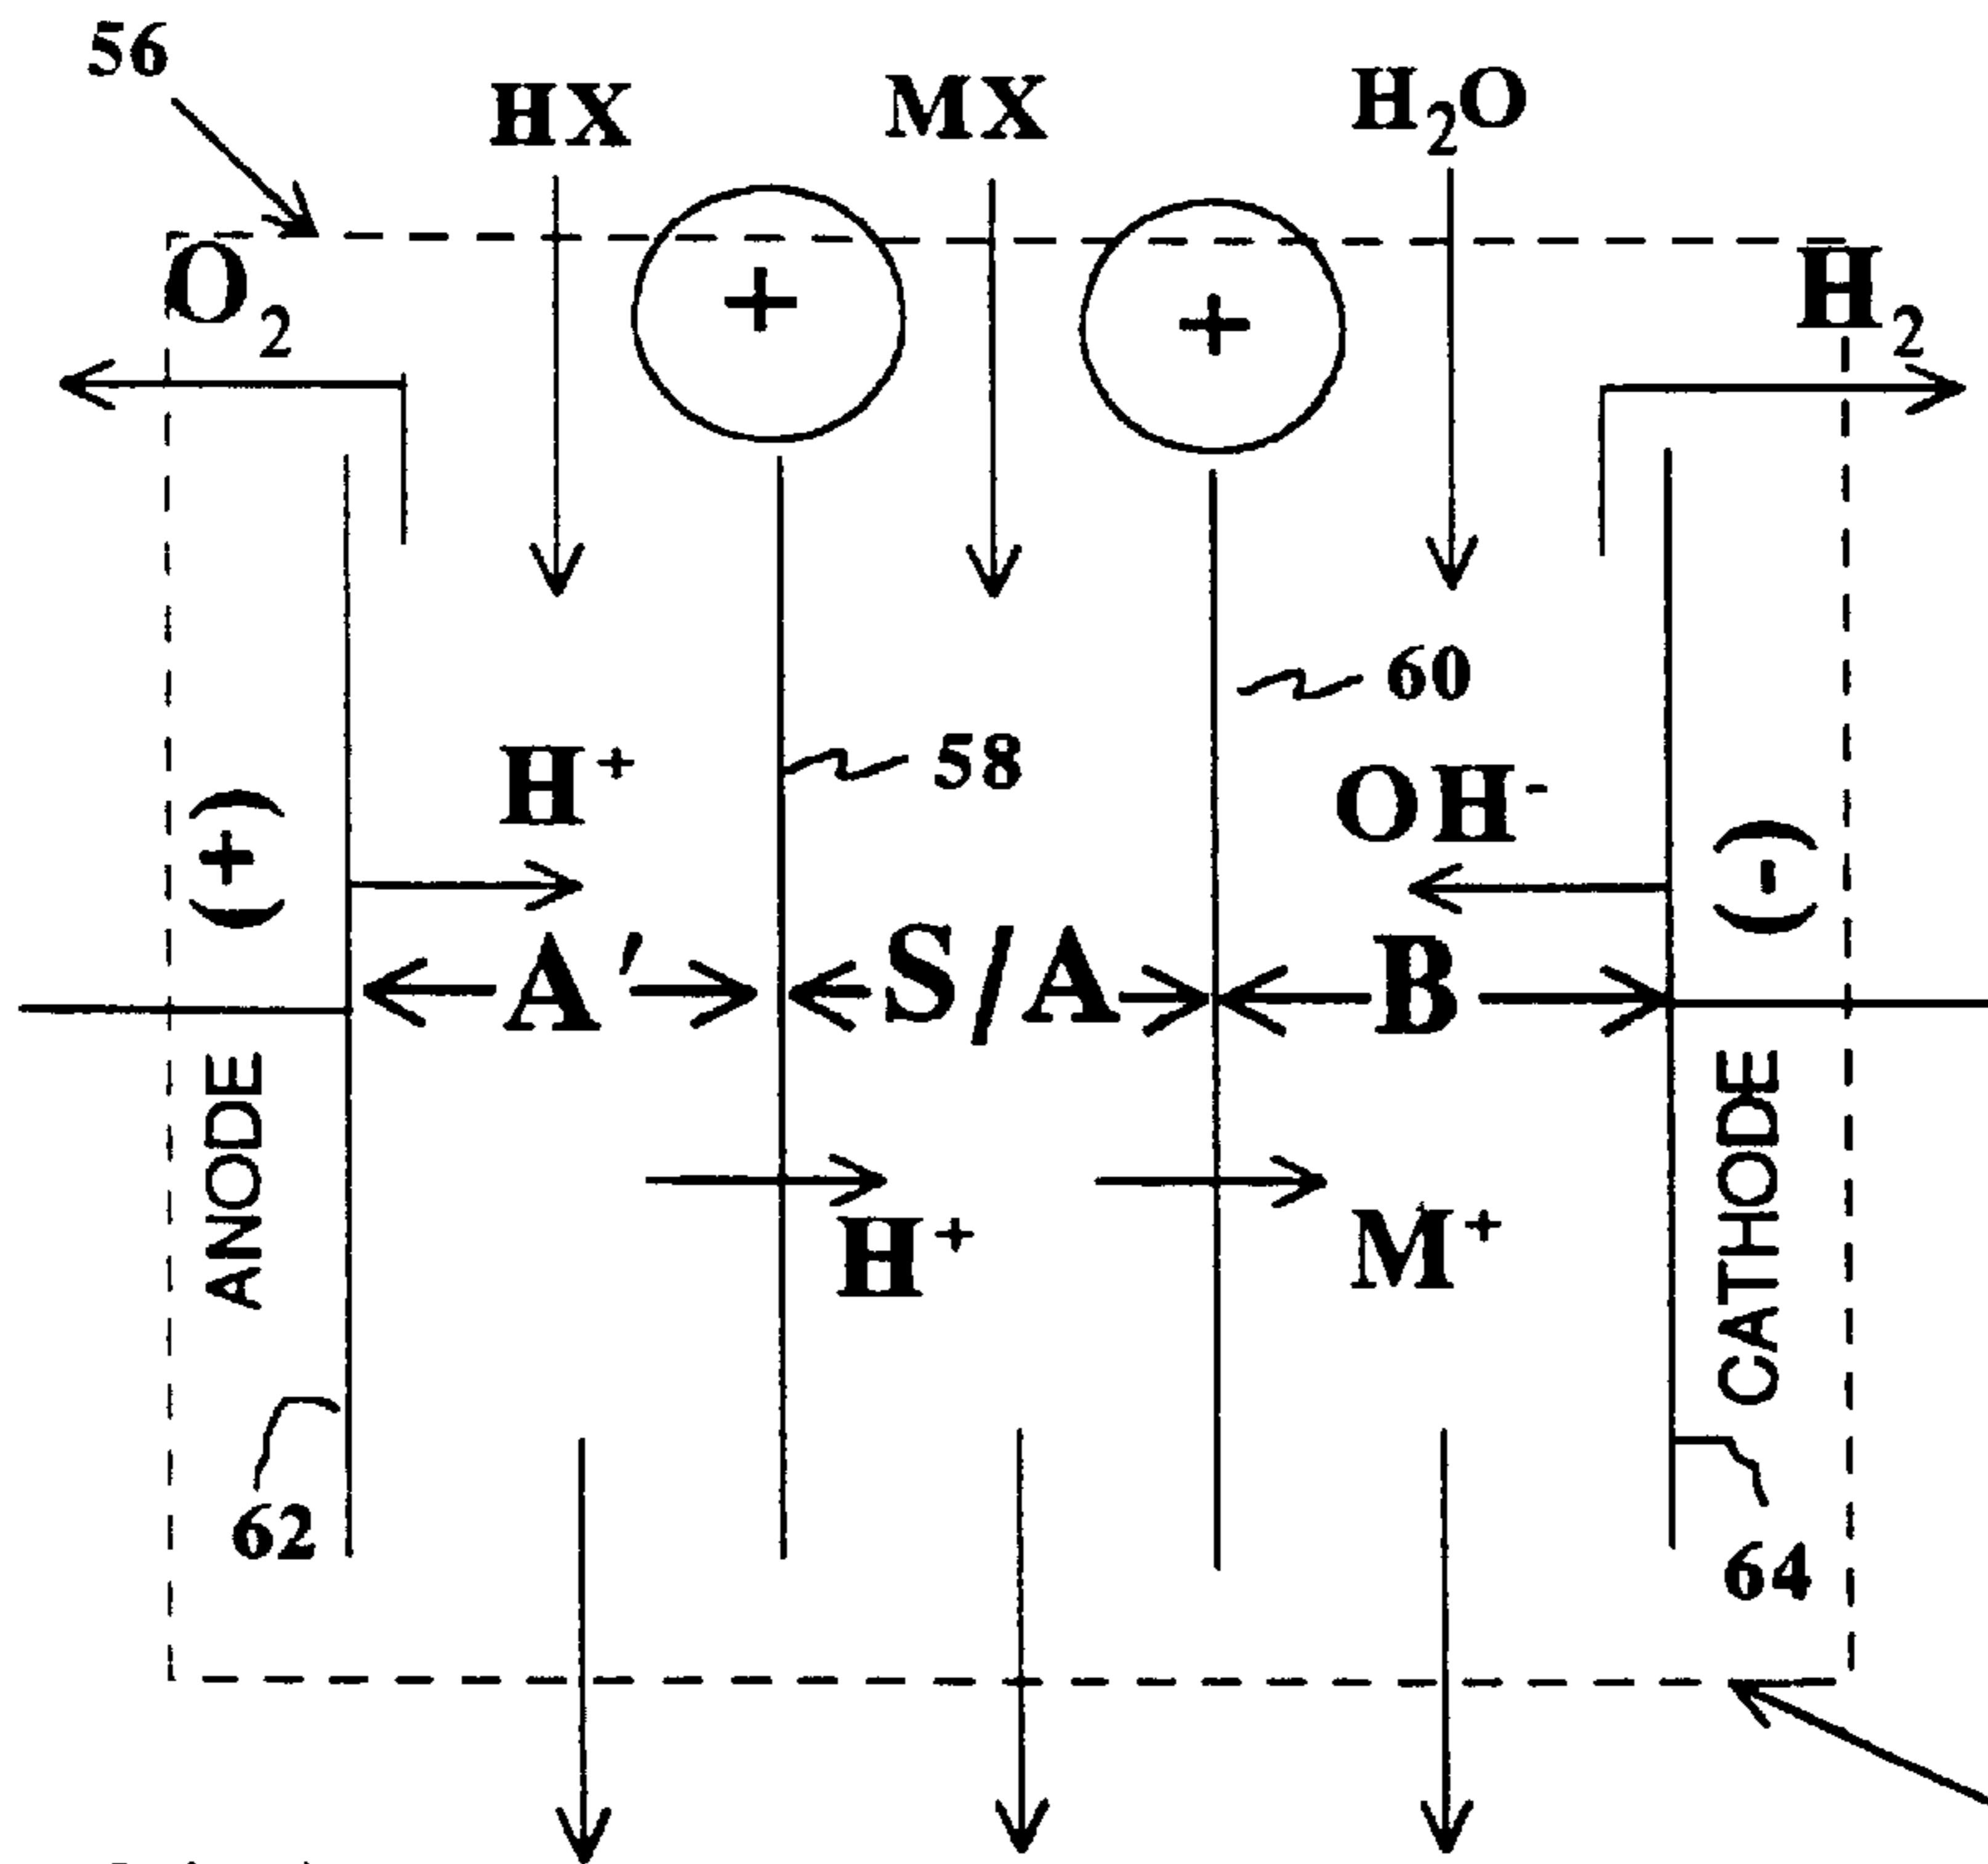 56
HX
MX
H₂O
+
+
O₂
H₂
60
58
H⁺
OH⁻
(+)
(-)
A′
S/A
B
ANODE
CATHODE
H⁺
M⁺
62
64